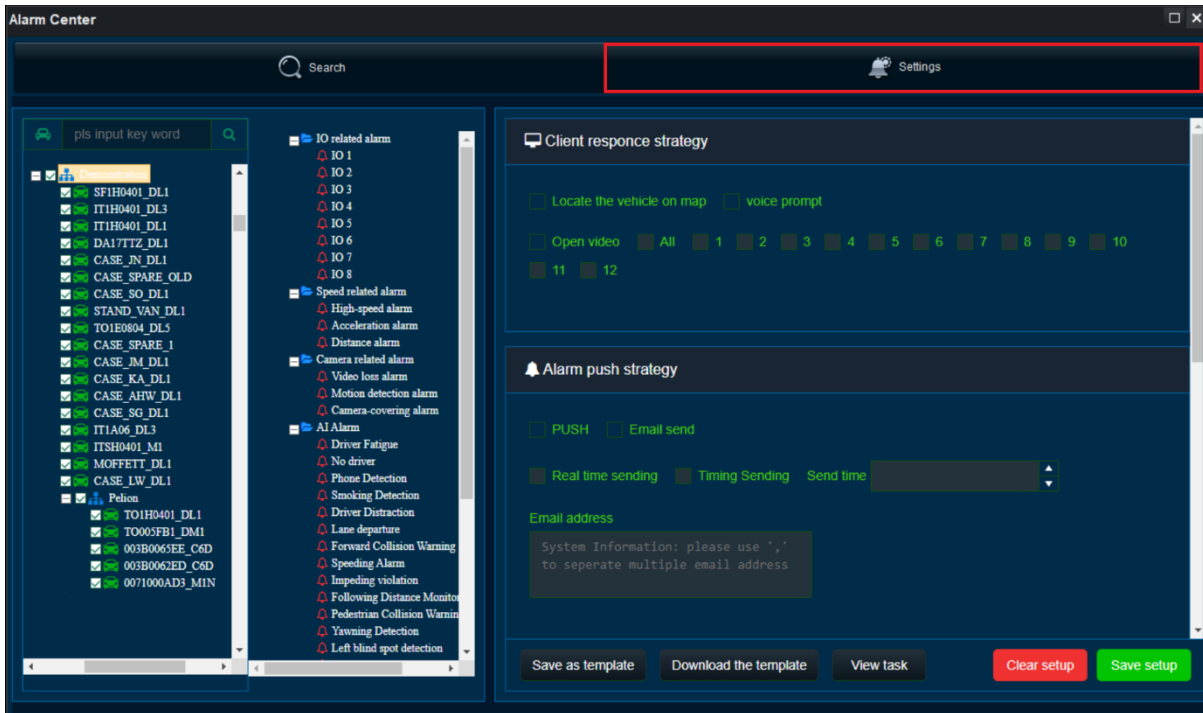 Alarm Center
Search
Settings
pls input key word
Demonstration
SF1H0401_DL1
IT1H0401_DL3
IT1H0401_DL1
DA17TTZ_DL1
CASE_JN_DL1
CASE_SPARE_OLD
CASE_SO_DL1
STAND_VAN_DL1
TO1E0804_DL5
CASE_SPARE_1
CASE_JM_DL1
CASE_KA_DL1
CASE_AHW_DL1
CASE_SG_DL1
IT1A06_DL3
ITSH0401_M1
MOFFETT_DL1
CASE_LW_DL1
Pelion
TO1H0401_DL1
TO005FB1_DM1
003B0065EE_C6D
003B0062ED_C6D
0071000AD3_M1N
IO related alarm
IO 1
IO 2
IO 3
IO 4
IO 5
IO 6
IO 7
IO 8
Speed related alarm
High-speed alarm
Acceleration alarm
Distance alarm
Camera related alarm
Video loss alarm
Motion detection alarm
Camera-covering alarm
AI Alarm
Driver Fatigue
No driver
Phone Detection
Smoking Detection
Driver Distraction
Lane departure
Forward Collision Warning
Speeding Alarm
Impeding violation
Following Distance Monitor
Pedestrian Collision Warnin
Yawning Detection
Left blind spot detection
Client responce strategy
Locate the vehicle on map voice prompt
Open video All 1 2 3 4 5 6 7 8 9 10
11 12
Alarm push strategy
PUSH Email send
Real time sending Timing Sending Send time
Email address
System Information: please use ','
to seperate multiple email address
Save as template Download the template View task Clear setup Save setup